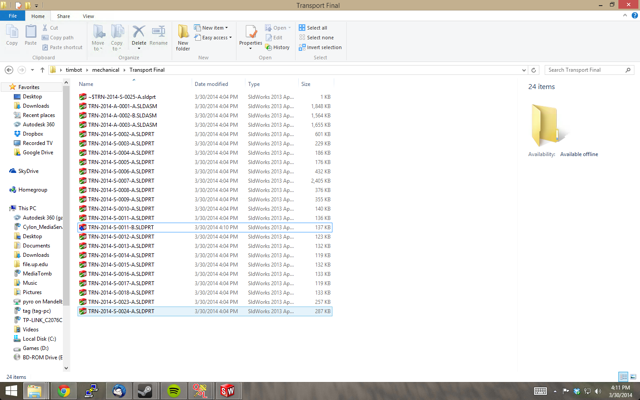 Transport Final
File Home Share View
Copy Paste Cut Copy path Paste shortcut Move to Copy to Delete Rename New folder New item Easy access Properties Open Edit History Select all Select none Invert selection
Clipboard Organize New Open Select
timbot mechanical Transport Final Search Transport Final
Favorites
Desktop
Downloads
Recent places
Autodesk 360
Dropbox
Recorded TV
Google Drive
SkyDrive
Homegroup
This PC
Autodesk 360 (go
Cylon_MediaServ
Desktop
Documents
Downloads
file.up.edu
MediaTomb
Music
Pictures
pyro on Mandelb
tag (tag-pc)
TP-LINK_C2076C
Videos
Local Disk (C:)
Games (D:)
BD-ROM Drive (E
Name Date modified Type Size
~$TRN-2014-S-0025-A.sldprt 3/30/2014 4:04 PM SldWorks 2013 Ap... 1 KB
TRN-2014-A-0001-A.SLDASM 3/30/2014 4:04 PM SldWorks 2013 Ap... 1,848 KB
TRN-2014-A-0002-B.SLDASM 3/30/2014 4:04 PM SldWorks 2013 Ap... 1,564 KB
TRN-2014-A-0003-A.SLDASM 3/30/2014 4:04 PM SldWorks 2013 Ap... 1,655 KB
TRN-2014-S-0002-A.SLDPRT 3/30/2014 4:04 PM SldWorks 2013 Ap... 601 KB
TRN-2014-S-0003-A.SLDPRT 3/30/2014 4:04 PM SldWorks 2013 Ap... 229 KB
TRN-2014-S-0004-A.SLDPRT 3/30/2014 4:04 PM SldWorks 2013 Ap... 186 KB
TRN-2014-S-0005-A.SLDPRT 3/30/2014 4:04 PM SldWorks 2013 Ap... 176 KB
TRN-2014-S-0006-A.SLDPRT 3/30/2014 4:04 PM SldWorks 2013 Ap... 432 KB
TRN-2014-S-0007-A.SLDPRT 3/30/2014 4:04 PM SldWorks 2013 Ap... 2,405 KB
TRN-2014-S-0008-A.SLDPRT 3/30/2014 4:04 PM SldWorks 2013 Ap... 376 KB
TRN-2014-S-0009-A.SLDPRT 3/30/2014 4:04 PM SldWorks 2013 Ap... 355 KB
TRN-2014-S-0010-A.SLDPRT 3/30/2014 4:04 PM SldWorks 2013 Ap... 140 KB
TRN-2014-S-0011-A.SLDPRT 3/30/2014 4:04 PM SldWorks 2013 Ap... 136 KB
TRN-2014-S-0011-B.SLDPRT 3/30/2014 4:10 PM SldWorks 2013 Ap... 137 KB
TRN-2014-S-0012-A.SLDPRT 3/30/2014 4:04 PM SldWorks 2013 Ap... 123 KB
TRN-2014-S-0013-A.SLDPRT 3/30/2014 4:04 PM SldWorks 2013 Ap... 132 KB
TRN-2014-S-0014-A.SLDPRT 3/30/2014 4:04 PM SldWorks 2013 Ap... 119 KB
TRN-2014-S-0015-A.SLDPRT 3/30/2014 4:04 PM SldWorks 2013 Ap... 132 KB
TRN-2014-S-0016-A.SLDPRT 3/30/2014 4:04 PM SldWorks 2013 Ap... 133 KB
TRN-2014-S-0017-A.SLDPRT 3/30/2014 4:04 PM SldWorks 2013 Ap... 119 KB
TRN-2014-S-0018-A.SLDPRT 3/30/2014 4:04 PM SldWorks 2013 Ap... 133 KB
TRN-2014-S-0023-A.SLDPRT 3/30/2014 4:04 PM SldWorks 2013 Ap... 257 KB
TRN-2014-S-0024-A.SLDPRT 3/30/2014 4:04 PM SldWorks 2013 Ap... 287 KB
24 items
Availability: Available offline
24 items
4:11 PM
3/30/2014